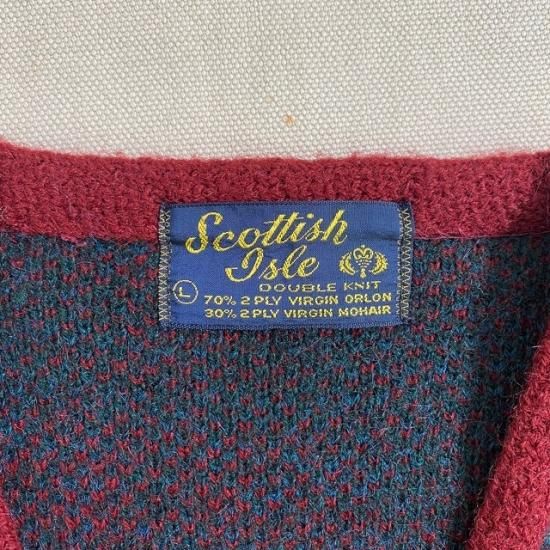 Scottish
Isle
DOUBLE KNIT
L
70% 2 PLY VIRGIN ORLON
30% 2 PLY VIRGIN MOHAIR